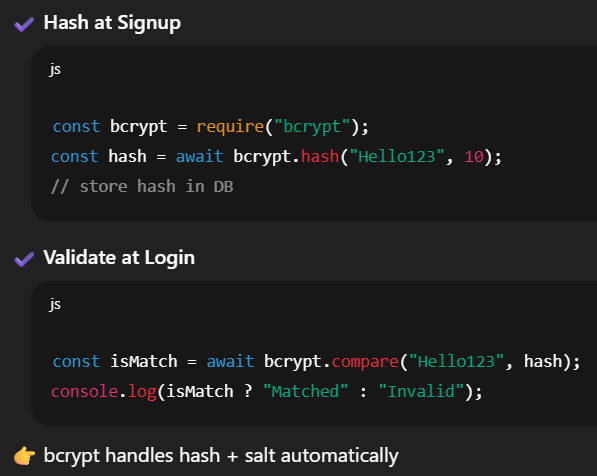 ✔ Hash at Signup
js
const bcrypt = require("bcrypt");
const hash = await bcrypt.hash("Hello123", 10);
// store hash in DB
✔ Validate at Login
js
const isMatch = await bcrypt.compare("Hello123", hash);
console.log(isMatch ? "Matched" : "Invalid");
👉 bcrypt handles hash + salt automatically